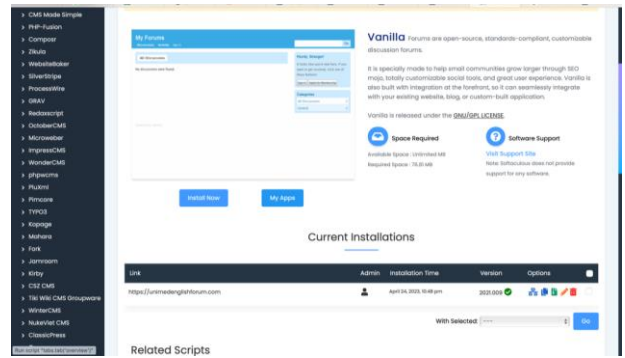 CMS Made Simple
PHP-Fusion
Composr
Zikula
WebsiteBaker
SilverStripe
ProcessWire
GRAV
Redaxscript
OctoberCMS
Microweber
ImpressCMS
WonderCMS
phpwcms
PluXml
Pimcore
TYPO3
Kopage
Mahara
Fork
Jamroom
Kirby
CSZ CMS
Tiki Wiki CMS Groupware
WinterCMS
NukeViet CMS
ClassicPress
My Forums
Vanilla Forums are open-source, standards-compliant, customizable
discussion forums.
It is specially made to help small communities grow larger through SEO
mojo, totally customizable social tools, and great user experience. Vanilla is
also built with integration at the forefront, so it can seamlessly integrate
with your existing website, blog, or custom-built application.
Vanilla is released under the GNU/GPL LICENSE.
Space Required
Available Space : Unlimited MB
Required Space : 78.61 MB
Software Support
Visit Support Site
Note: Softaculous does not provide
support for any software.
Install Now
My Apps
Current Installations
Link Admin Installation Time Version Options
https://unimedenglishforum.com April 24, 2023, 10:48 pm 2021.009
With Selected: ---
Go
Related Scripts